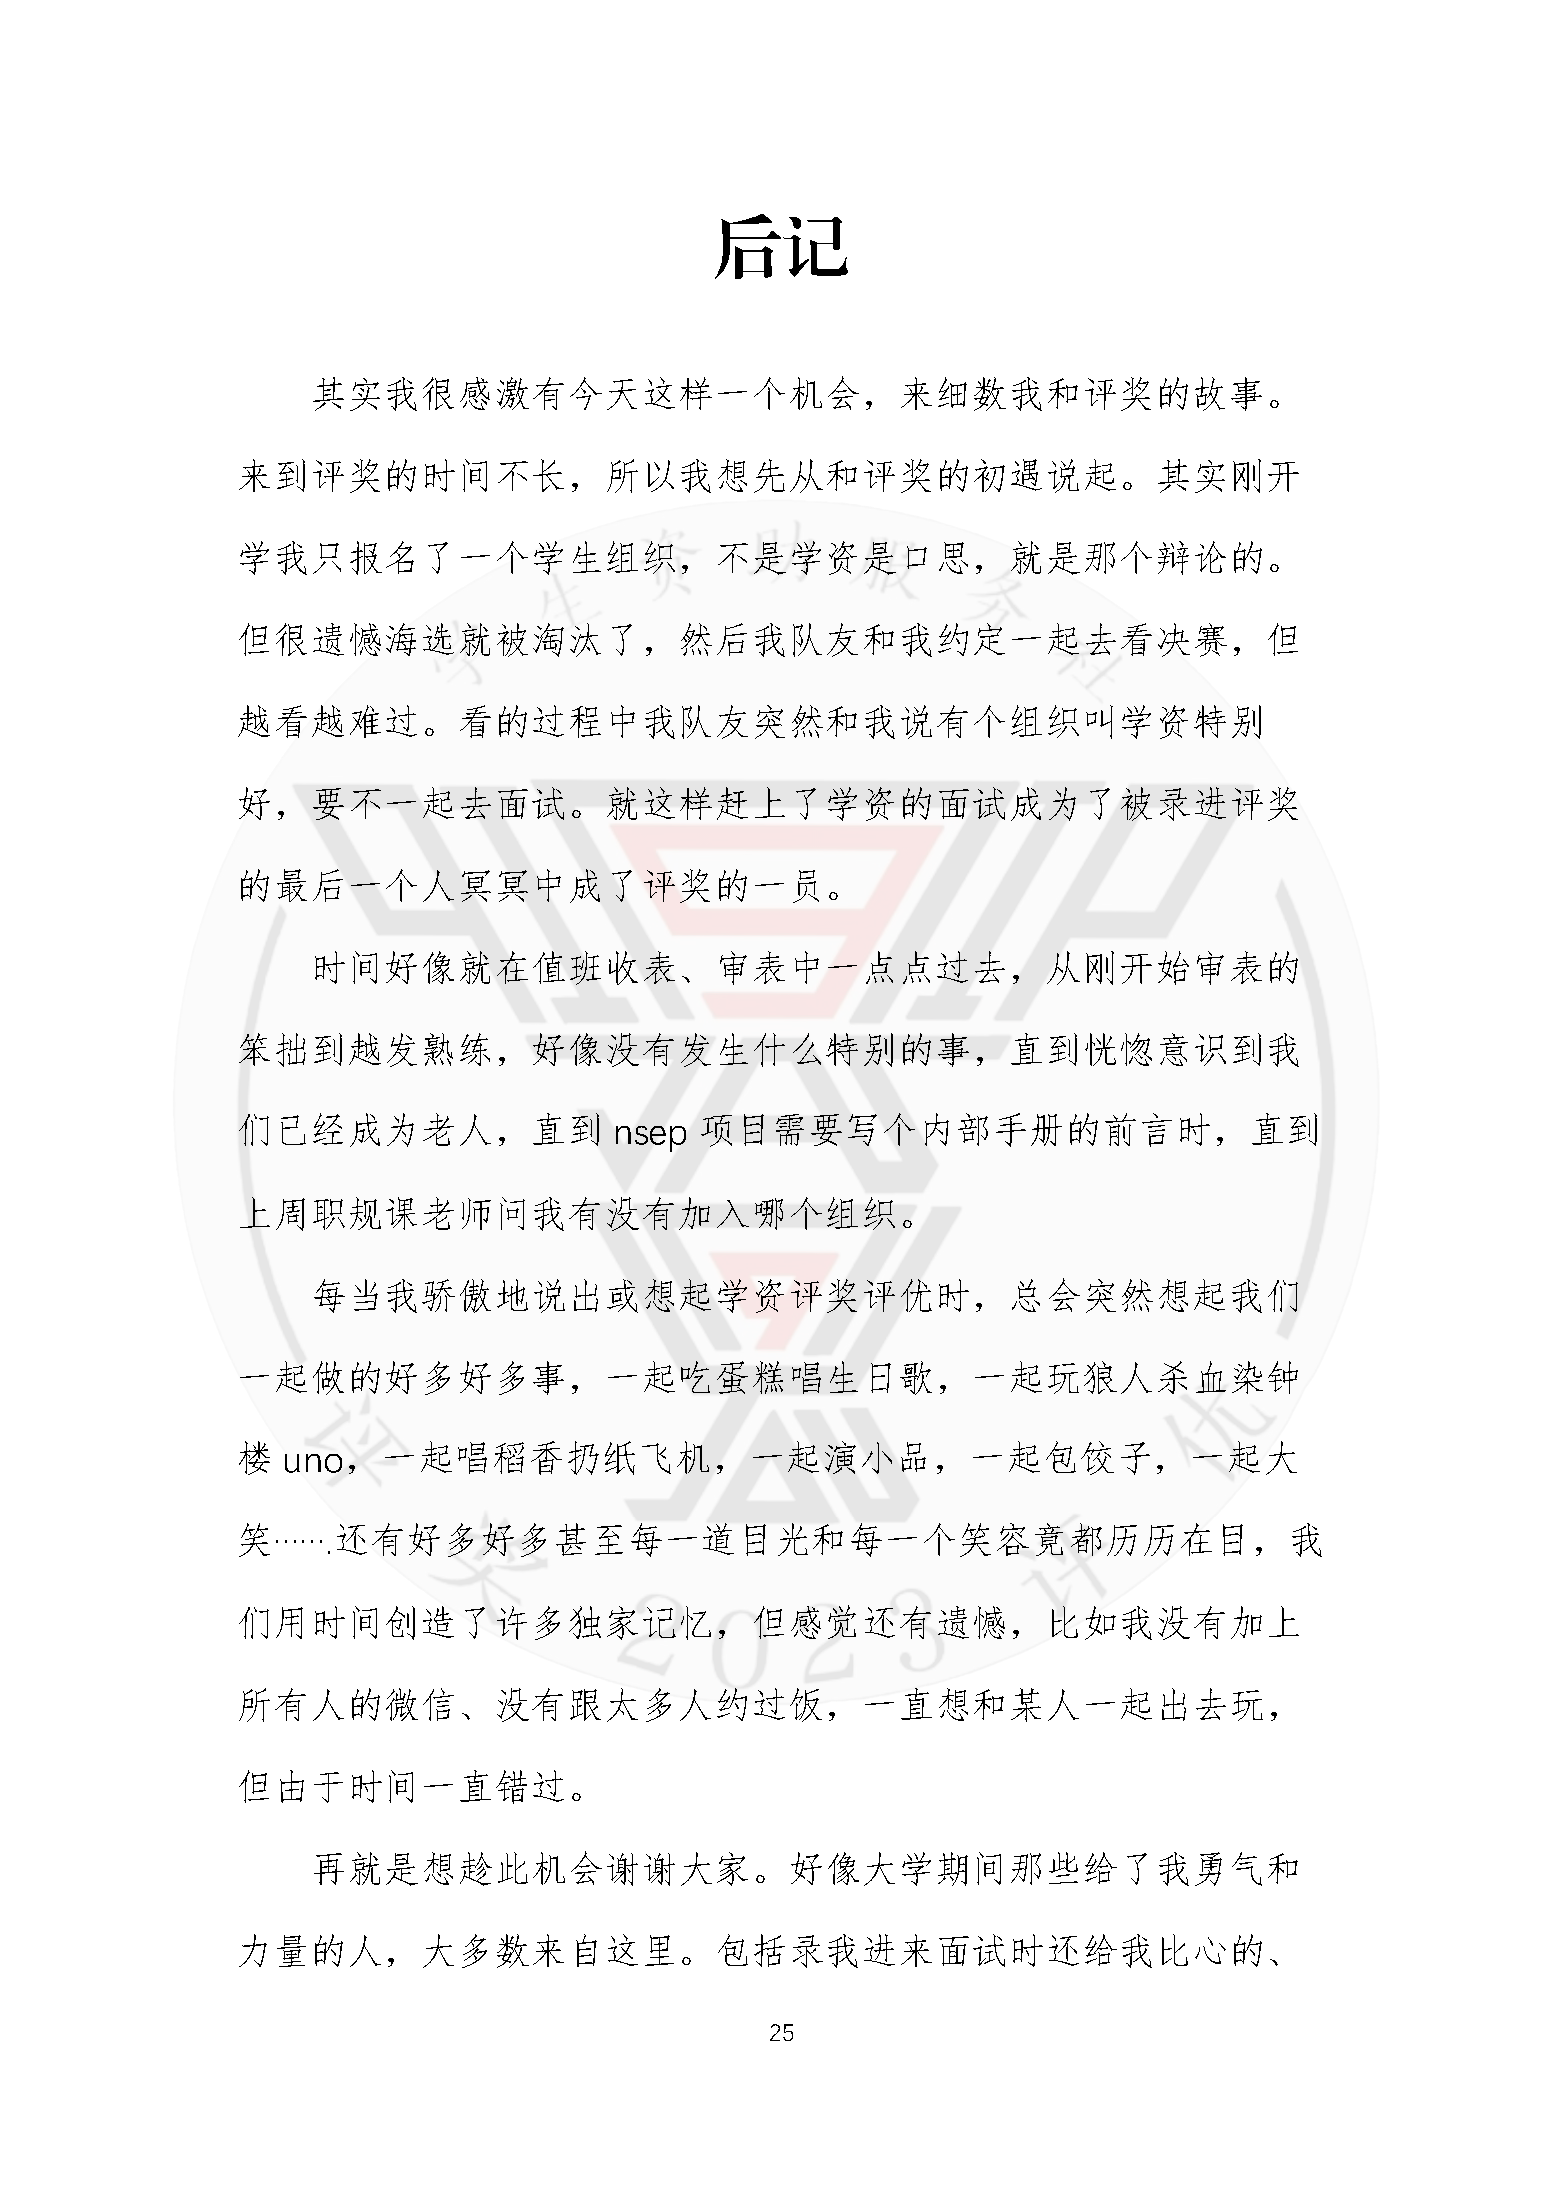 后记
其实我很感激有今天这样一个机会，来细数我和评奖的故事。
来到评奖的时间不长，所以我想先从和评奖的初遇说起。其实刚开
学我只报名了一个学生组织，不是学资是口思，就是那个辩论的。
但很遗憾海选就被淘汰了，然后我队友和我约定一起去看决赛，但
越看越难过。看的过程中我队友突然和我说有个组织叫学资特别
好，要不一起去面试。就这样赶上了学资的面试成为了被录进评奖
的最后一个人冥冥中成了评奖的一员。
时间好像就在值班收表、审表中一点点过去，从刚开始审表的
笨拙到越发熟练，好像没有发生什么特别的事，直到恍惚意识到我
们已经成为老人，直到 nsep 项目需要写个内部手册的前言时，直到
上周职规课老师问我有没有加入哪个组织。
每当我骄傲地说出或想起学资评奖评优时，总会突然想起我们
一起做的好多好多事，一起吃蛋糕唱生日歌，一起玩狼人杀血染钟
楼 uno，一起唱稻香扔纸飞机，一起演小品，一起包饺子，一起大
笑…….还有好多好多甚至每一道目光和每一个笑容竟都历历在目，我
们用时间创造了许多独家记忆，但感觉还有遗憾，比如我没有加上
所有人的微信、没有跟太多人约过饭，一直想和某人一起出去玩，
但由于时间一直错过。
再就是想趁此机会谢谢大家。好像大学期间那些给了我勇气和
力量的人，大多数来自这里。包括录我进来面试时还给我比心的、
25
学生资助服务社
评奖评优
2023